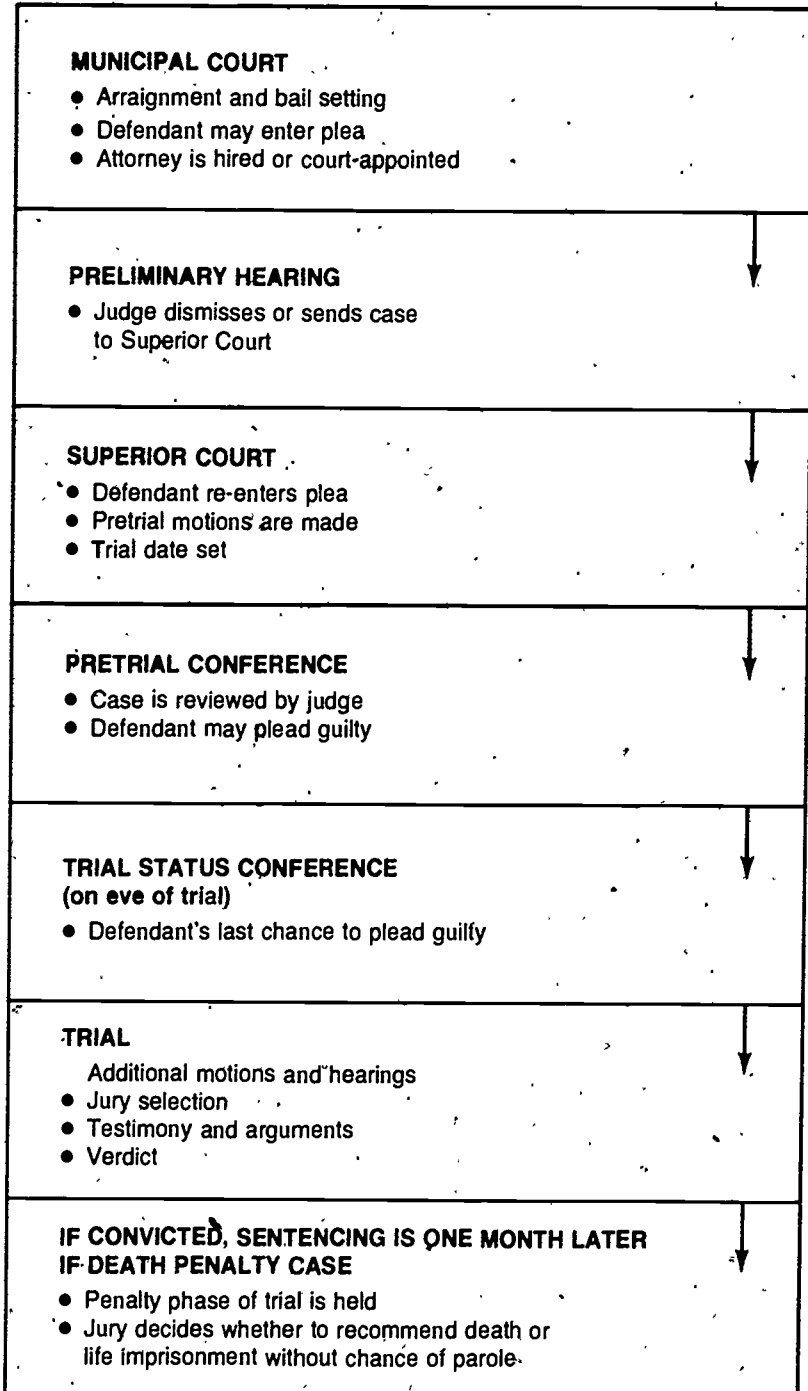 MUNICIPAL COURT
• Arraignment and bail setting
• Defendant may enter plea
• Attorney is hired or court-appointed
PRELIMINARY HEARING
• Judge dismisses or sends case
to Superior Court
SUPERIOR COURT
• Defendant re-enters plea
• Pretrial motions are made
• Trial date set
PRETRIAL CONFERENCE
• Case is reviewed by judge
• Defendant may plead guilty
TRIAL STATUS CONFERENCE
(on eve of trial)
• Defendant's last chance to plead guilty
TRIAL
Additional motions and hearings
• Jury selection
• Testimony and arguments
• Verdict
IF CONVICTED, SENTENCING IS ONE MONTH LATER
IF DEATH PENALTY CASE
• Penalty phase of trial is held
• Jury decides whether to recommend death or
life imprisonment without chance of parole